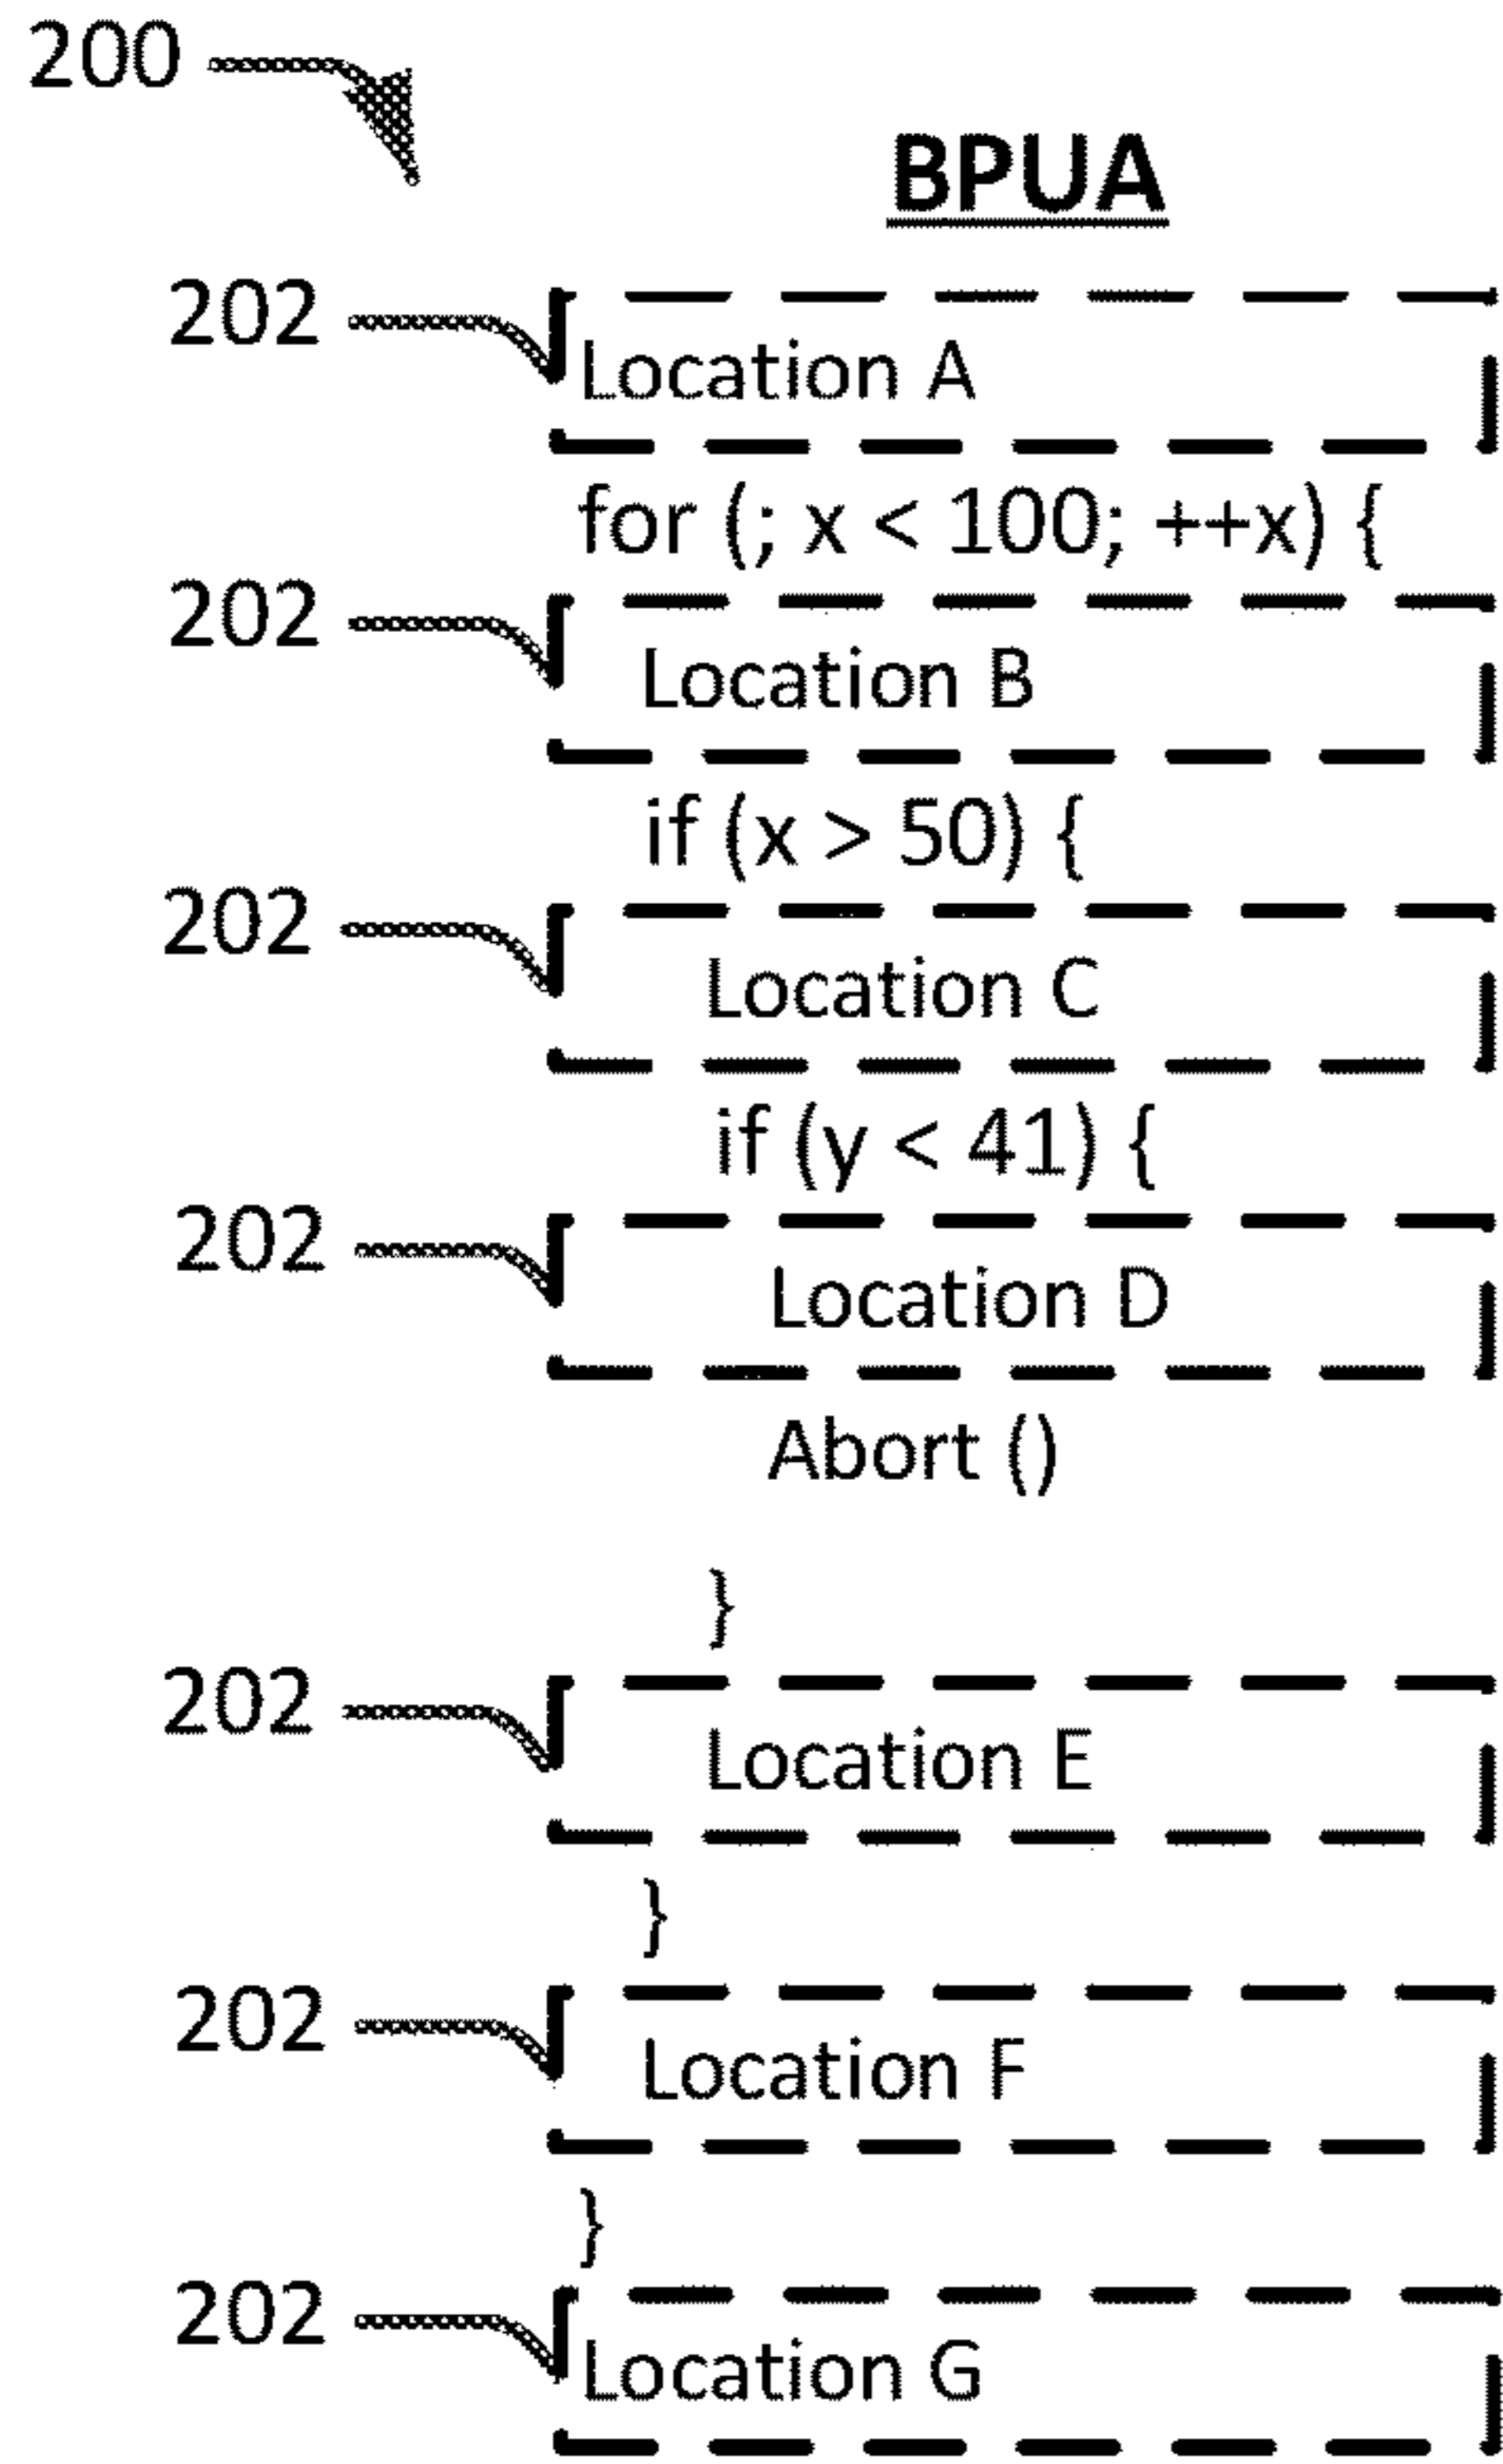 200
BPUA
202 Location A
for (; x < 100; ++x) {
202 Location B
if (x > 50) {
202 Location C
if (y < 41) {
202 Location D
Abort ()
}
202 Location E
}
202 Location F
}
202 Location G